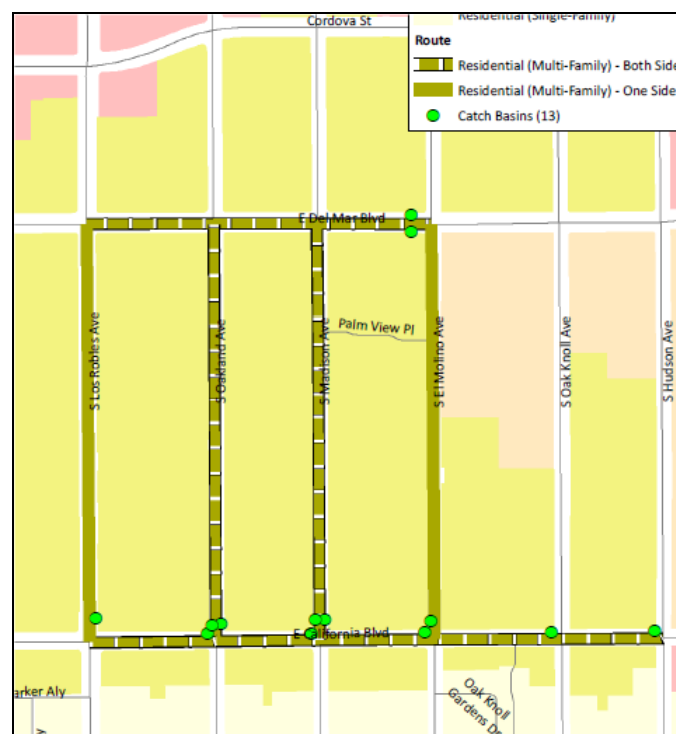 Cordova St
Residential (Single-Family)
Route
Residential (Multi-Family) - Both Side
Residential (Multi-Family) - One Side
Catch Basins (13)
E Del Mar Blvd
Palm View Pl
S Los Robles Ave
S Oakland Ave
S Madison Ave
S El Molino Ave
S Oak Knoll Ave
S Hudson Ave
E California Blvd
arker Aly
Oak Knoll
Gardens Dr